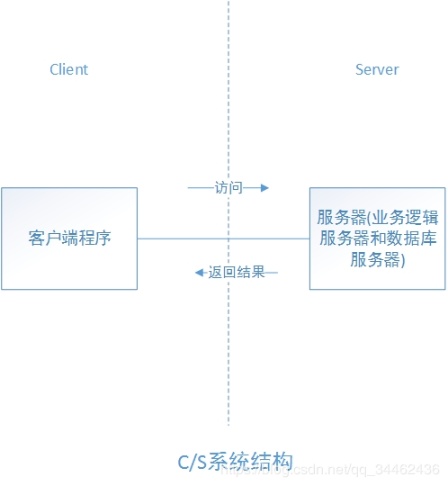 Client
Server
访问
客户端程序
服务器(业务逻辑
服务器和数据库
服务器)
返回结果
C/S系统结构
https://blog.csdn.net/qq_34462436